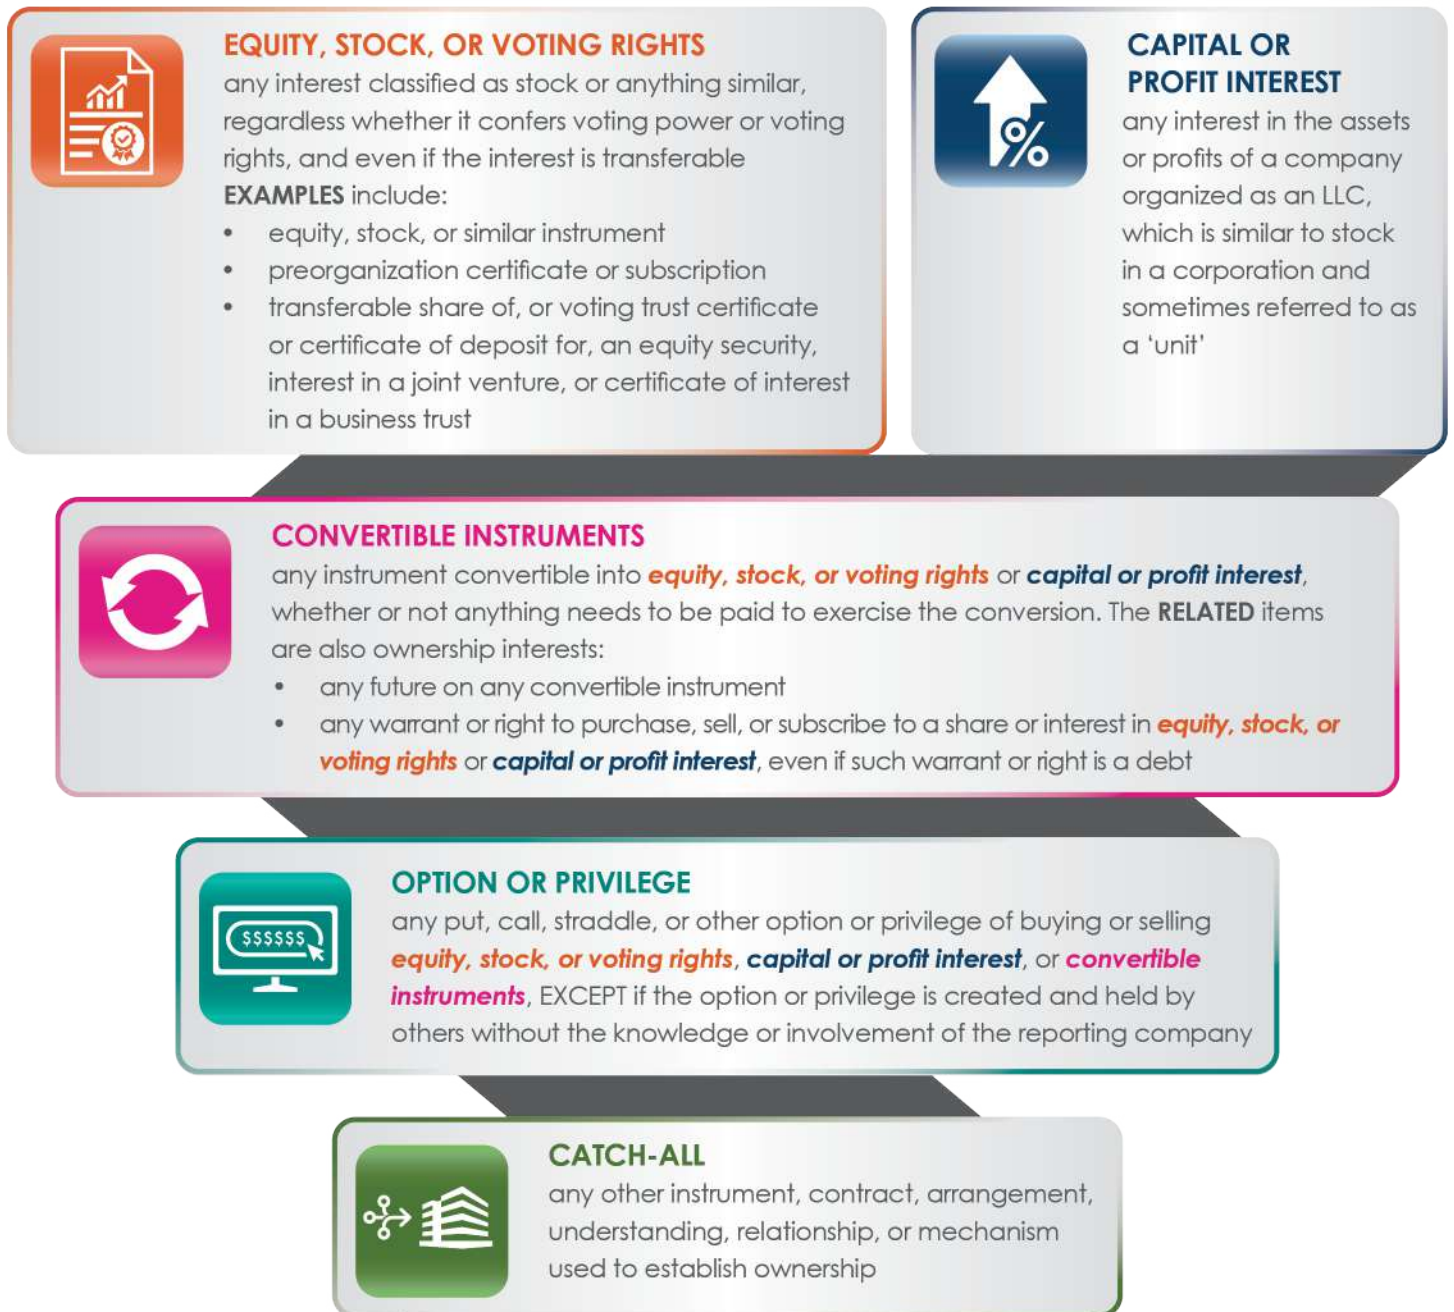 EQUITY, STOCK, OR VOTING RIGHTS
any interest classified as stock or anything similar,
regardless whether it confers voting power or voting
rights, and even if the interest is transferable
EXAMPLES include:
• equity, stock, or similar instrument
• preorganization certificate or subscription
• transferable share of, or voting trust certificate
or certificate of deposit for, an equity security,
interest in a joint venture, or certificate of interest
in a business trust
%
CAPITAL OR
PROFIT INTEREST
any interest in the assets
or profits of a company
organized as an LLC,
which is similar to stock
in a corporation and
sometimes referred to as
a ‘unit’
CONVERTIBLE INSTRUMENTS
any instrument convertible into equity, stock, or voting rights or capital or profit interest,
whether or not anything needs to be paid to exercise the conversion. The RELATED items
are also ownership interests:
• any future on any convertible instrument
• any warrant or right to purchase, sell, or subscribe to a share or interest in equity, stock, or
voting rights or capital or profit interest, even if such warrant or right is a debt
$$$$$$
OPTION OR PRIVILEGE
any put, call, straddle, or other option or privilege of buying or selling
equity, stock, or voting rights, capital or profit interest, or convertible
instruments, EXCEPT if the option or privilege is created and held by
others without the knowledge or involvement of the reporting company
CATCH-ALL
any other instrument, contract, arrangement,
understanding, relationship, or mechanism
used to establish ownership